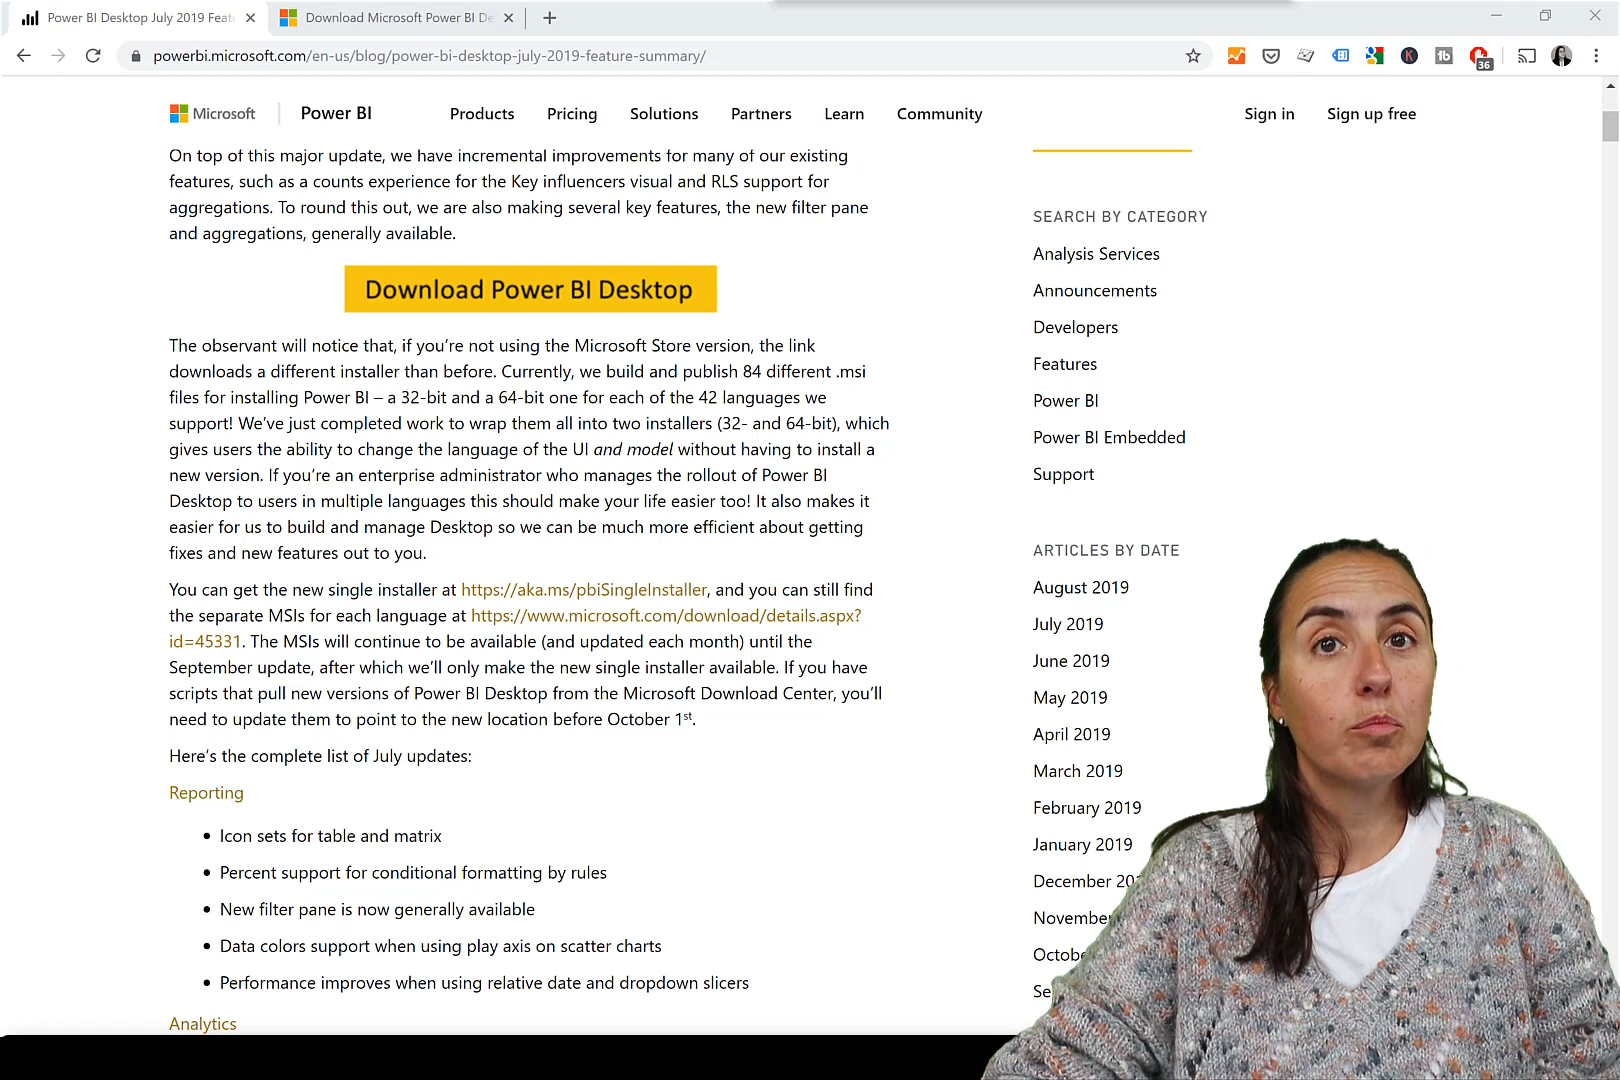 Power BI Desktop July 2019 Feat
Download Microsoft Power BI De
powerbi.microsoft.com/en-us/blog/power-bi-desktop-july-2019-feature-summary/
36
Microsoft
Power BI
Products
Pricing
Solutions
Partners
Learn
Community
Sign in
Sign up free
On top of this major update, we have incremental improvements for many of our existing
features, such as a counts experience for the Key influencers visual and RLS support for
aggregations. To round this out, we are also making several key features, the new filter pane
and aggregations, generally available.
Download Power BI Desktop
The observant will notice that, if you’re not using the Microsoft Store version, the link
downloads a different installer than before. Currently, we build and publish 84 different .msi
files for installing Power BI – a 32-bit and a 64-bit one for each of the 42 languages we
support! We’ve just completed work to wrap them all into two installers (32- and 64-bit), which
gives users the ability to change the language of the UI and model without having to install a
new version. If you’re an enterprise administrator who manages the rollout of Power BI
Desktop to users in multiple languages this should make your life easier too! It also makes it
easier for us to build and manage Desktop so we can be much more efficient about getting
fixes and new features out to you.
You can get the new single installer at https://aka.ms/pbiSingleInstaller, and you can still find
the separate MSIs for each language at https://www.microsoft.com/download/details.aspx?
id=45331. The MSIs will continue to be available (and updated each month) until the
September update, after which we’ll only make the new single installer available. If you have
scripts that pull new versions of Power BI Desktop from the Microsoft Download Center, you’ll
need to update them to point to the new location before October 1st.
Here’s the complete list of July updates:
Reporting
• Icon sets for table and matrix
• Percent support for conditional formatting by rules
• New filter pane is now generally available
• Data colors support when using play axis on scatter charts
• Performance improves when using relative date and dropdown slicers
Analytics
SEARCH BY CATEGORY
Analysis Services
Announcements
Developers
Features
Power BI
Power BI Embedded
Support
ARTICLES BY DATE
August 2019
July 2019
June 2019
May 2019
April 2019
March 2019
February 2019
January 2019
December 20
November
Octobe
Se